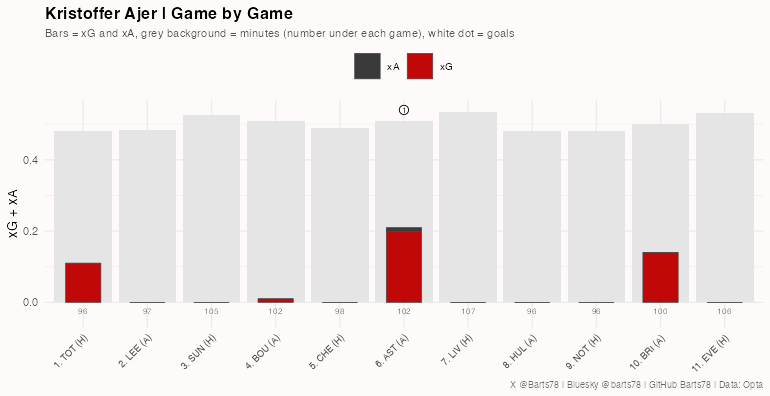 Kristoffer Ajer | Game by Game
Bars = xG and xA, grey background = minutes (number under each game), white dot = goals
xA xG
xG + xA
0.4
0.2
0.0
1
96 97 105 102 98 102 107 96 96 100 106
1. TOT (H)
2. LEE (A)
3. SUN (H)
4. BOU (A)
5. CHE (H)
6. AST (A)
7. LIV (H)
8. HUL (A)
9. NOT (H)
10. BRI (A)
11. EVE (H)
X @Barts78 | Bluesky @barts78 | GitHub Barts78 | Data: Opta